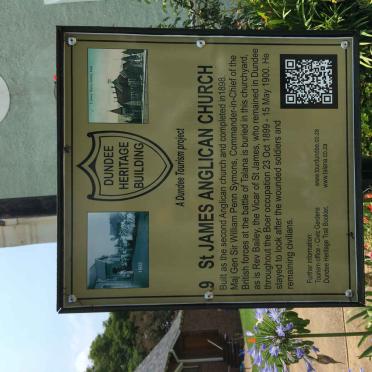 DUNDEE
HERITAGE
BUILDING
A Dundee Tourism project
.9 St JAMES ANGLICAN CHURCH
Built as the second Anglican church and completed in1898.
Maj Gen Sir William Penn Symons, Commander-in-Chief of the
British forces at the battle of Talana is buried in this churchyard,
as is Rev Bailey, the Vicar of St James, who remained in Dundee
throughout the Boer occupation 23 Oct 1899 - 15 May 1900. He
stayed to look after the wounded soldiers and
remaining civilians.
Further information:
Tourism office - Civic Gardens
Dundee Heritage Trail Booklet.
www.tourdundee.co.za
www.talana.co.za